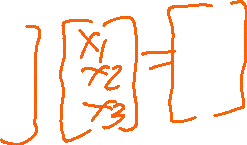 ] [x1
x2
x3] = [ ]